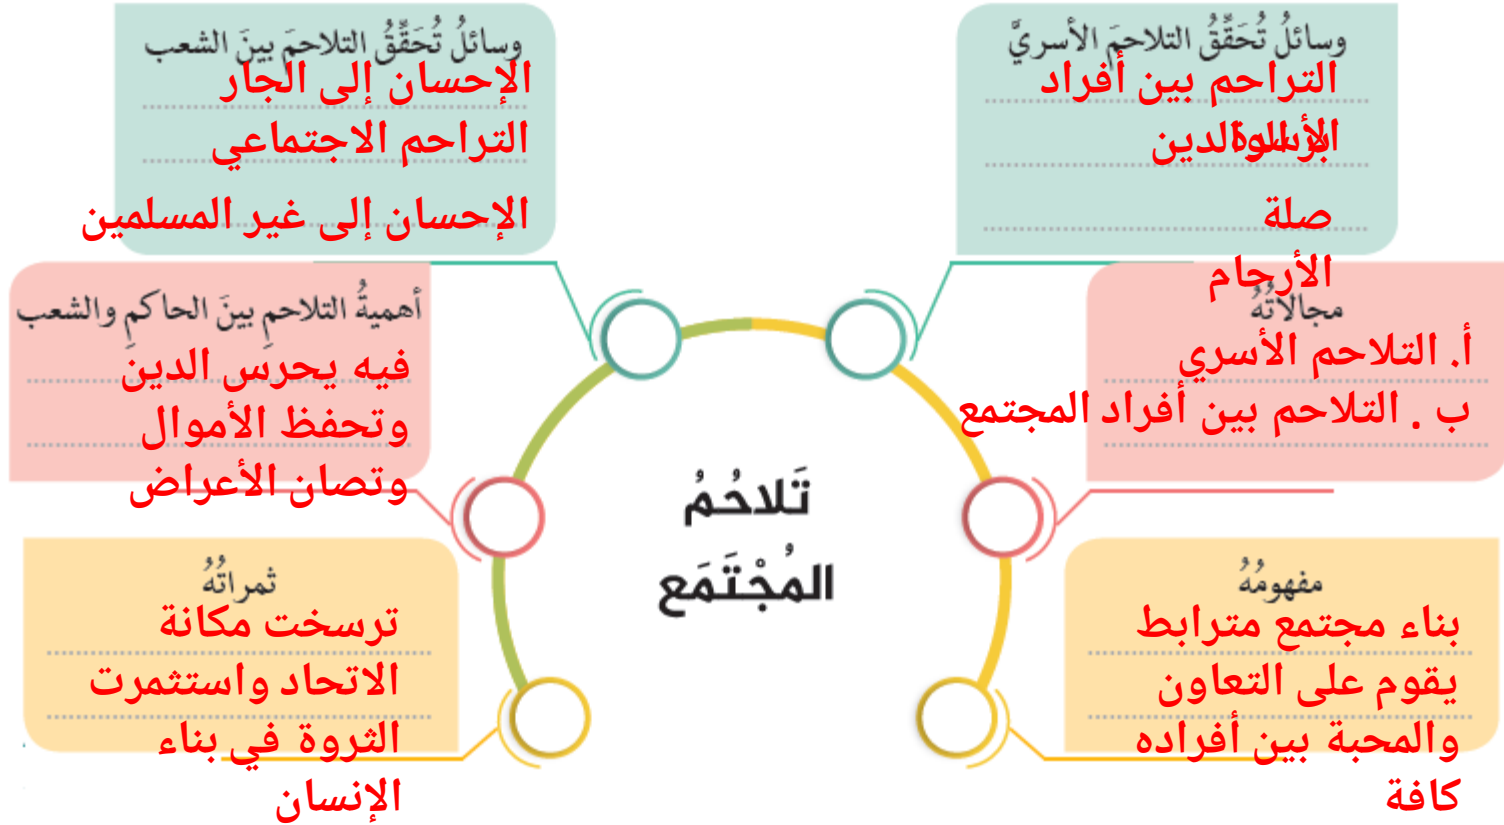 وسائلُ تُحَقِّقُ التلاحمَ الأسريَّ
التراحم بين أفراد
الأسرة
بر الوالدين
صلة
الأرحام
مجالاتُهُ
أ. التلاحم الأسري
ب . التلاحم بين أفراد المجتمع
مفهومُهُ
بناء مجتمع مترابط
يقوم على التعاون
والمحبة بين أفراده
كافة
تَلاحُمُ
المُجْتَمَع
وسائلُ تُحَقِّقُ التلاحمَ بينَ الشعب
الإحسان إلى الجار
التراحم الاجتماعي
الإحسان إلى غير المسلمين
أهميةُ التلاحمِ بينَ الحاكمِ والشعب
فيه يحرس الدين
وتحفظ الأموال
وتصان الأعراض
ثمراتُهُ
ترسخت مكانة
الاتحاد واستثمرت
الثروة في بناء
الإنسان